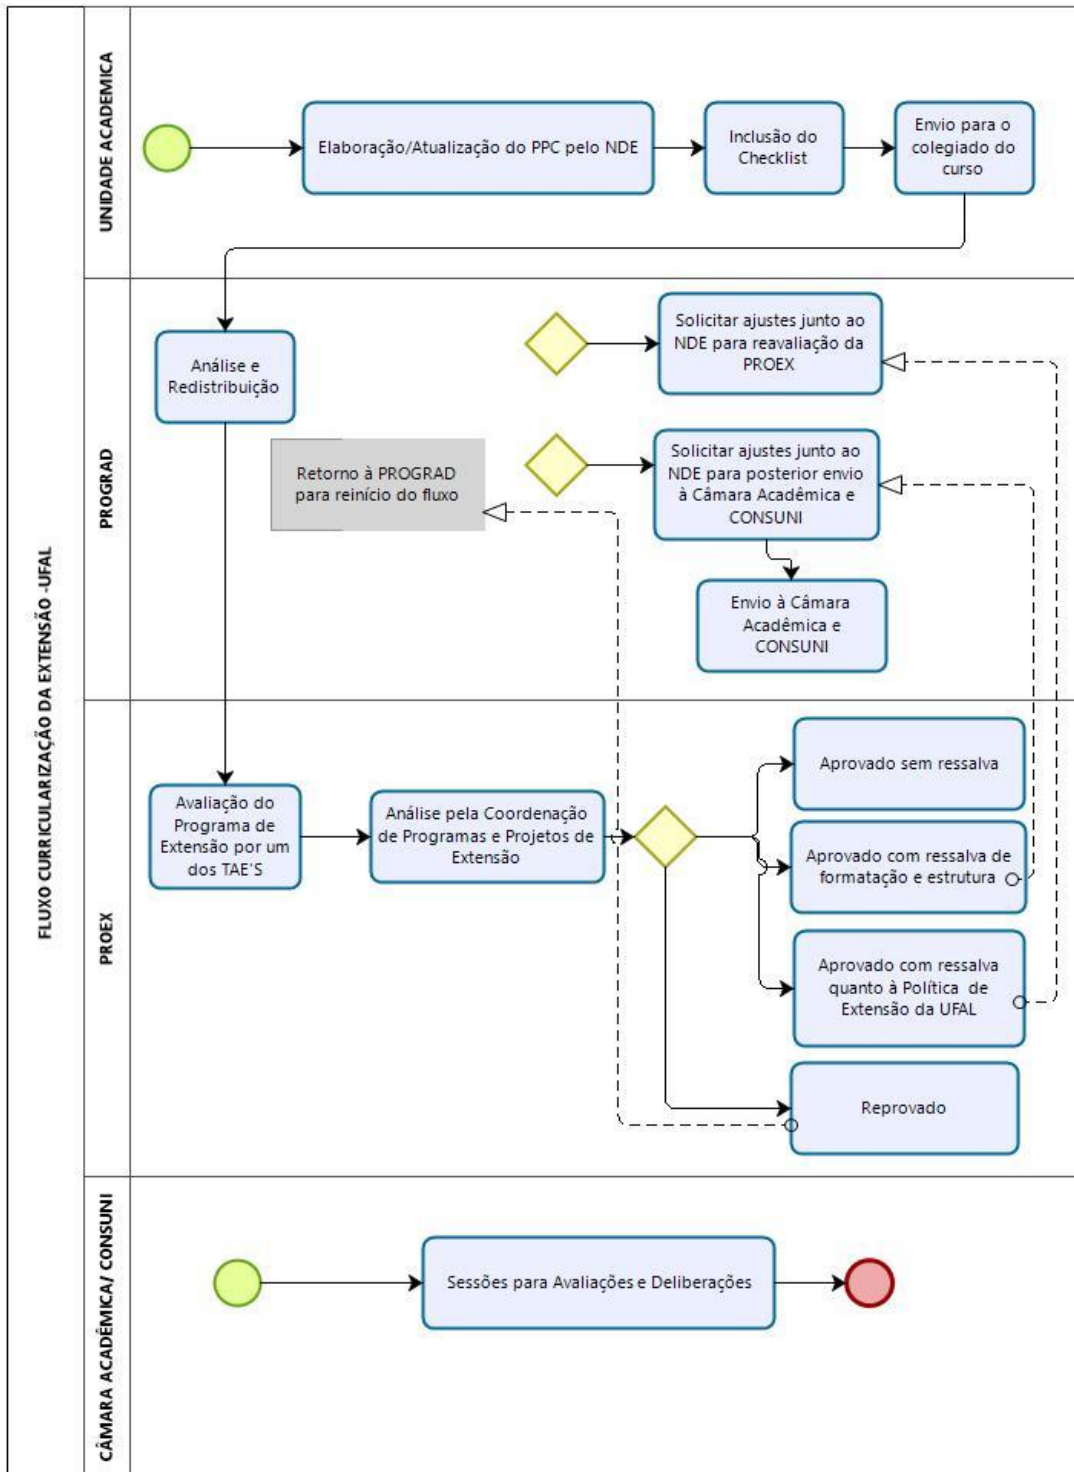 FLUXO CURRICULARIZAÇÃO DA EXTENSÃO -UFAL
UNIDADE ACADEMICA
Elaboração/Atualização do PPC pelo NDE
Inclusão do
Checklist
Envio para o
colegiado do
curso
PROGRAD
Análise e
Redistribuição
Solicitar ajustes junto ao
NDE para reavaliação da
PROEX
Retorno à PROGRAD
para reinício do fluxo
Solicitar ajustes junto ao
NDE para posterior envio
à Câmara Acadêmica e
CONSUNI
Envio à Câmara
Acadêmica e
CONSUNI
PROEX
Avaliação do
Programa de
Extensão por um
dos TAE'S
Análise pela Coordenação
de Programas e Projetos de
Extensão
Aprovado sem ressalva
Aprovado com ressalva de
formatação e estrutura
Aprovado com ressalva
quanto à Política de
Extensão da UFAL
Reprovado
CÂMARA ACADÊMICA/ CONSUNI
Sessões para Avaliações e Deliberações